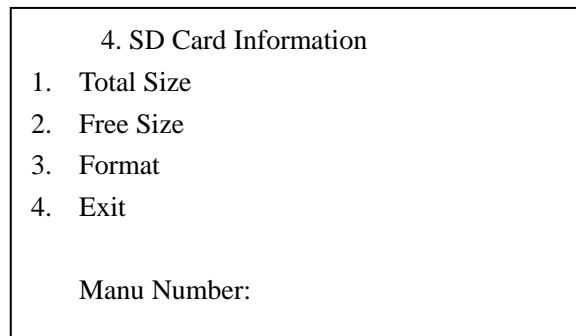 4. SD Card Information
1. Total Size
2. Free Size
3. Format
4. Exit
Manu Number: